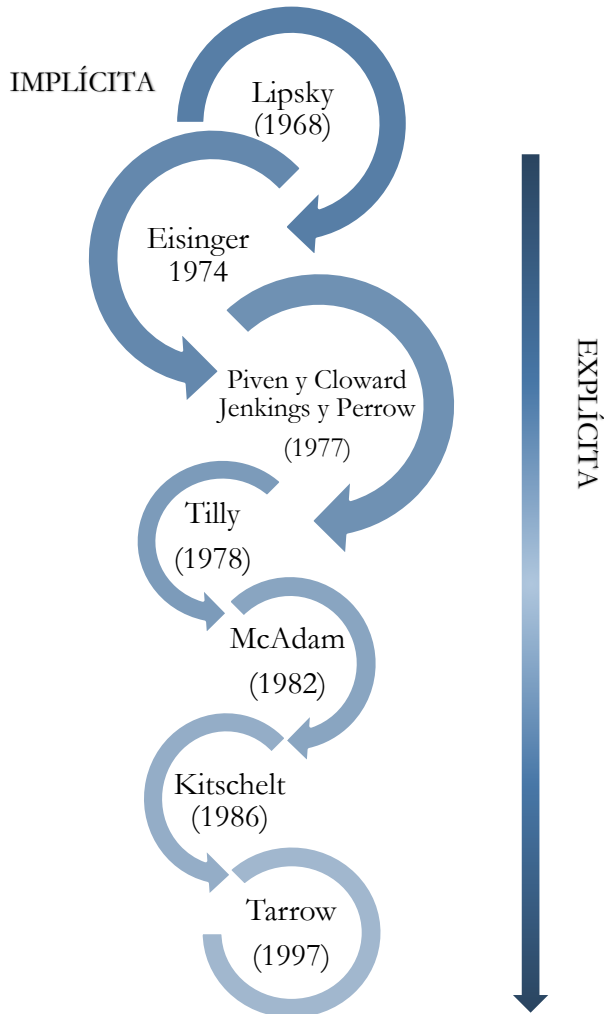 IMPLÍCITA
Lipsky
(1968)
Eisinger
1974
Piven y Cloward
Jenkings y Perrow
(1977)
Tilly
(1978)
McAdam
(1982)
Kitschelt
(1986)
Tarrow
(1997)
EXPLÍCITA